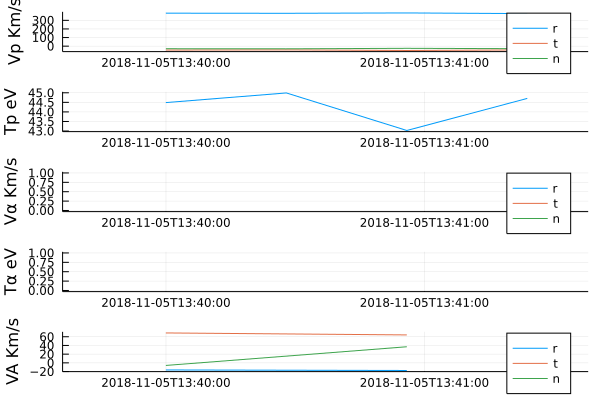 Vp Km/s
300
200
100
0
2018-11-05T13:40:00 2018-11-05T13:41:00
r
t
n
Tp eV
45.0
44.5
44.0
43.5
43.0
2018-11-05T13:40:00 2018-11-05T13:41:00
Vα Km/s
1.00
0.75
0.50
0.25
0.00
2018-11-05T13:40:00 2018-11-05T13:41:00
r
t
n
Tα eV
1.00
0.75
0.50
0.25
0.00
2018-11-05T13:40:00 2018-11-05T13:41:00
VA Km/s
60
40
20
0
−20
2018-11-05T13:40:00 2018-11-05T13:41:00
r
t
n